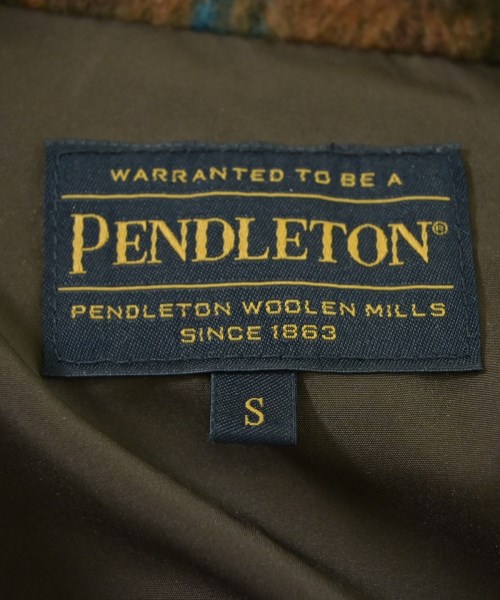 WARRANTED TO BE A
PENDLETON®
PENDLETON WOOLEN MILLS
SINCE 1863
S